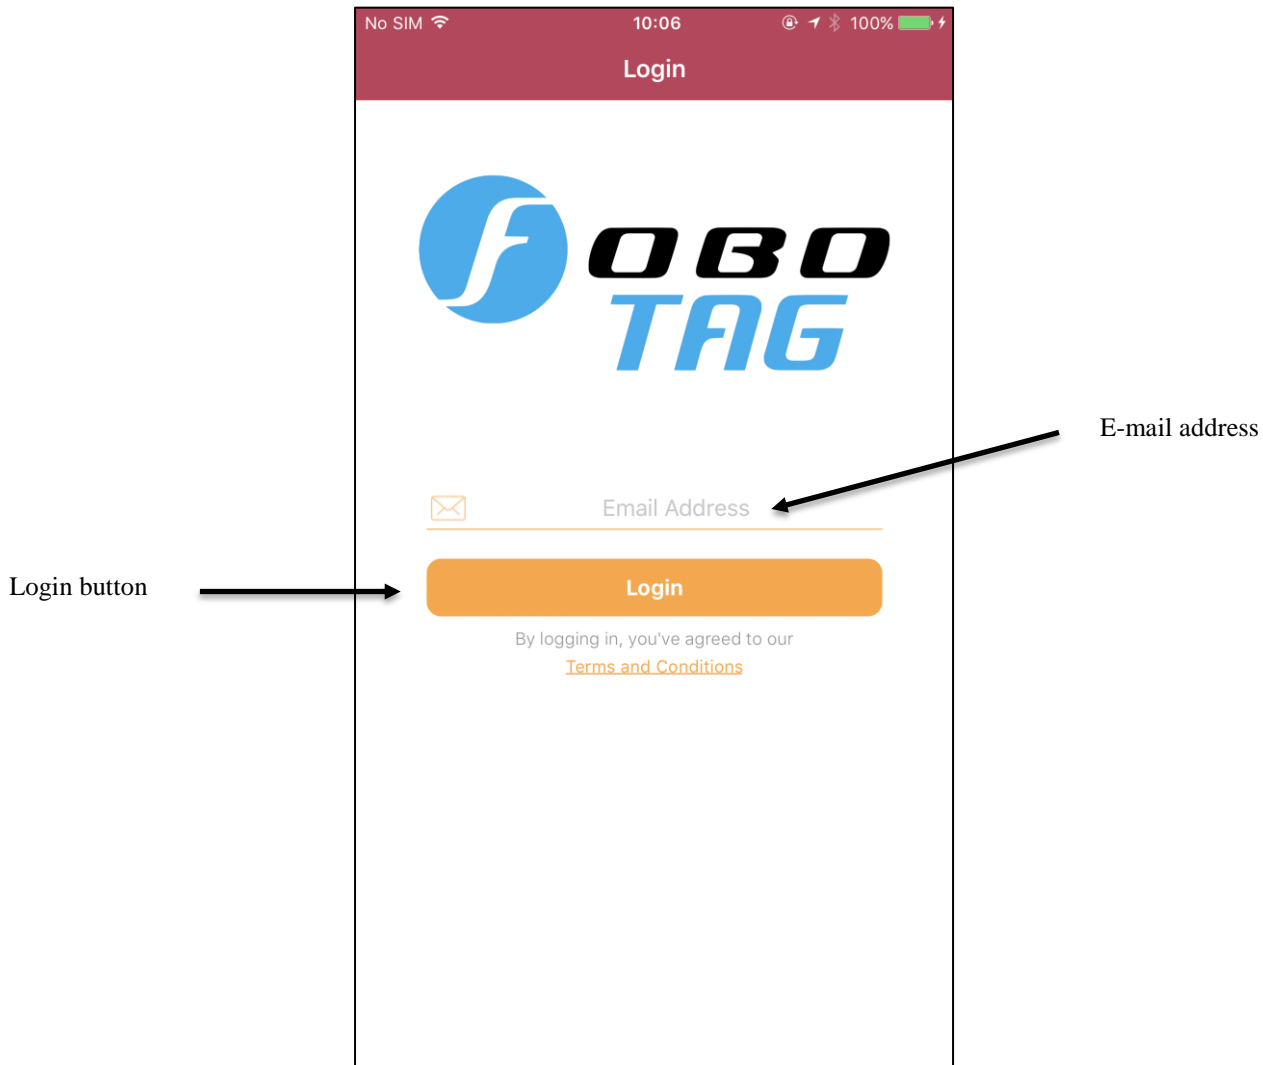 No SIM 10:06 100%
Login
fOBO
TAG
E-mail address
Email Address
Login button
Login
By logging in, you've agreed to our
Terms and Conditions